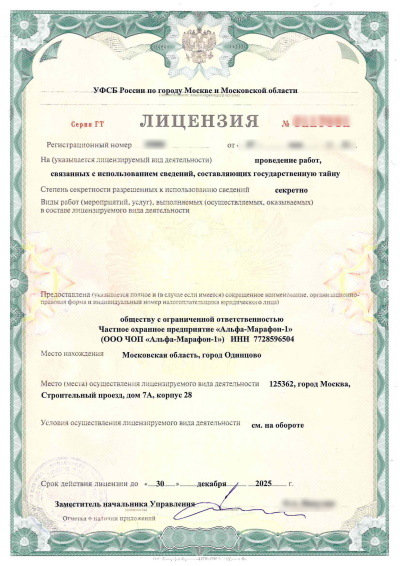 УФСБ России по городу Москве и Московской области
Серия ГТ ЛИЦЕНЗИЯ №
Регистрационный номер от «
На (указывается лицензируемый вид деятельности) проведение работ,
связанных с использованием сведений, составляющих государственную тайну
Степень секретности разрешенных к использованию сведений секретно
Виды работ (мероприятий, услуг), выполняемых (осуществляемых, оказываемых)
в составе лицензируемого вида деятельности
Предоставлена (указывается полное и (в случае если имеется) сокращенное наименование, организационно-
правовая форма и индивидуальный номер налогоплательщика юридического лица)
обществу с ограниченной ответственностью
Частное охранное предприятие «Альфа-Марафон-1»
(ООО ЧОП «Альфа-Марафон-1») ИНН 7728596504
Место нахождения Московская область, город Одинцово
Место (места) осуществления лицензируемого вида деятельности 125362, город Москва,
Строительный проезд, дом 7А, корпус 28
Условия осуществления лицензируемого вида деятельности см. на обороте
Срок действия лицензии до « 30 » декабря 2025 г.
Заместитель начальника Управления
Отметка о наличии приложений